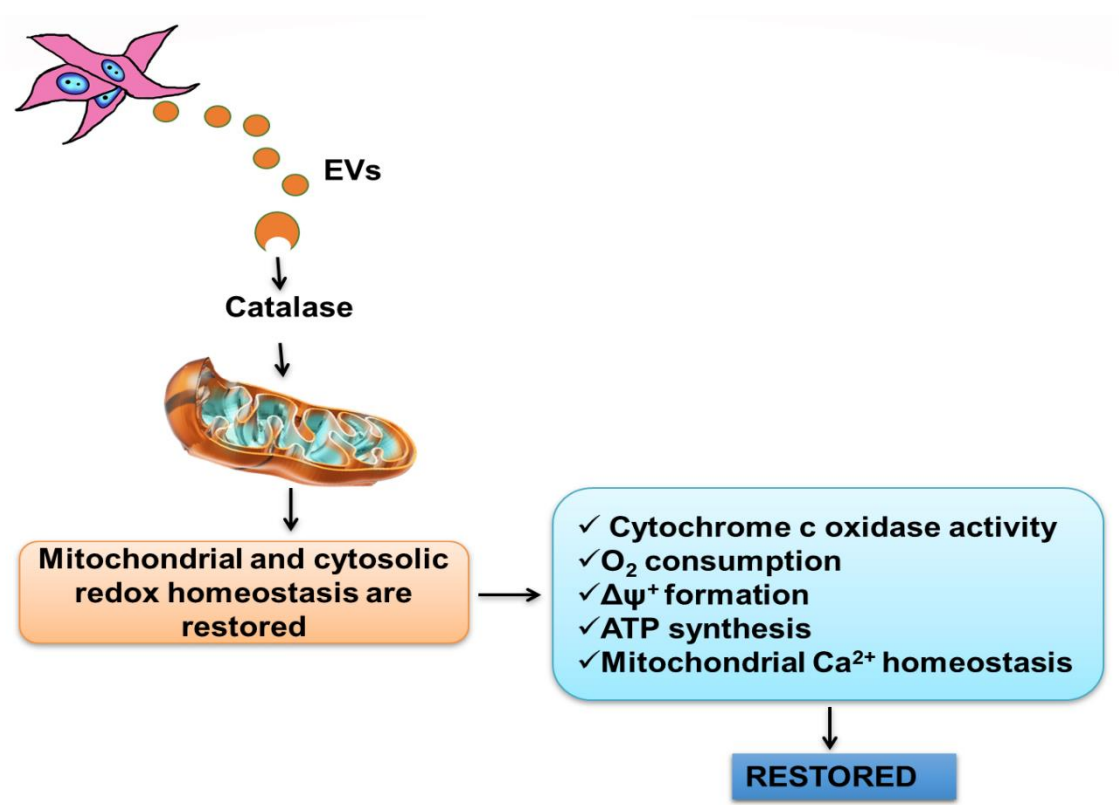 EVs
Catalase
Mitochondrial and cytosolic
redox homeostasis are
restored
✓ Cytochrome c oxidase activity
✓O₂ consumption
✓Δψ⁺ formation
✓ATP synthesis
✓Mitochondrial Ca²⁺ homeostasis
RESTORED